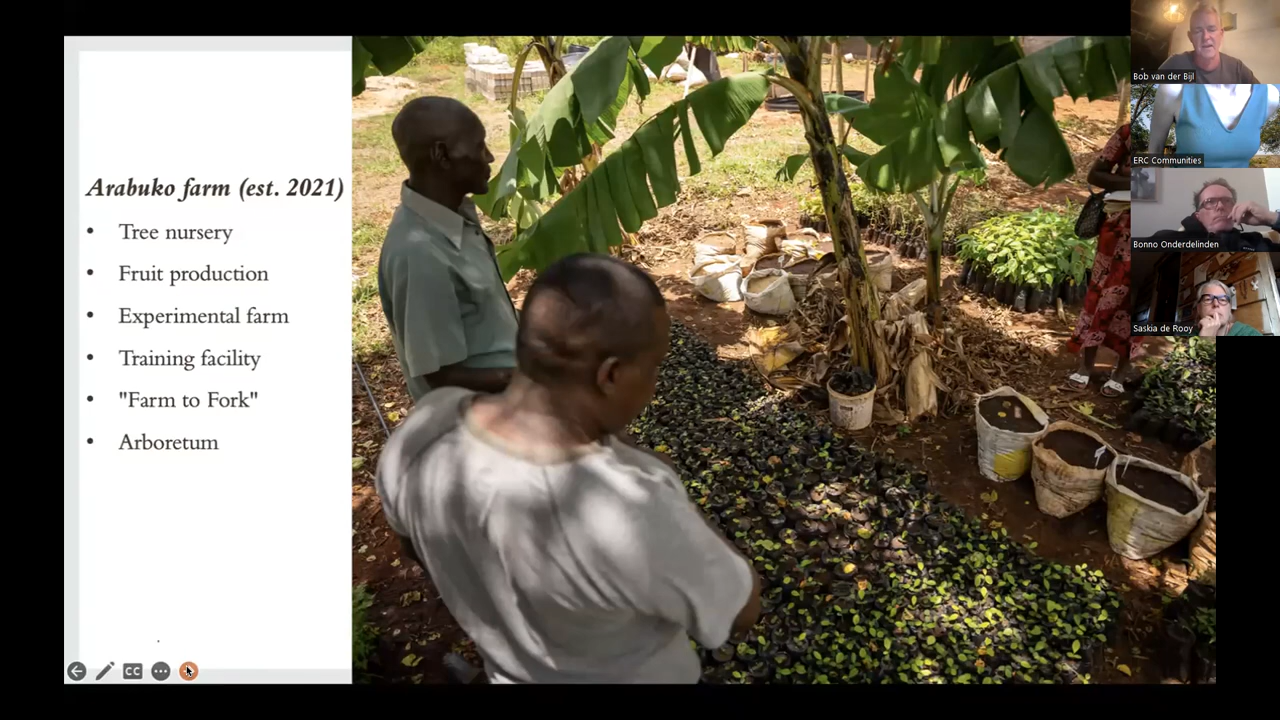 Arabuko farm (est. 2021)
• Tree nursery
• Fruit production
• Experimental farm
• Training facility
• "Farm to Fork"
• Arboretum
CC
Bob van der Bijl
ERC Communities
Bonno Onderdelinden
Saskia de Rooy